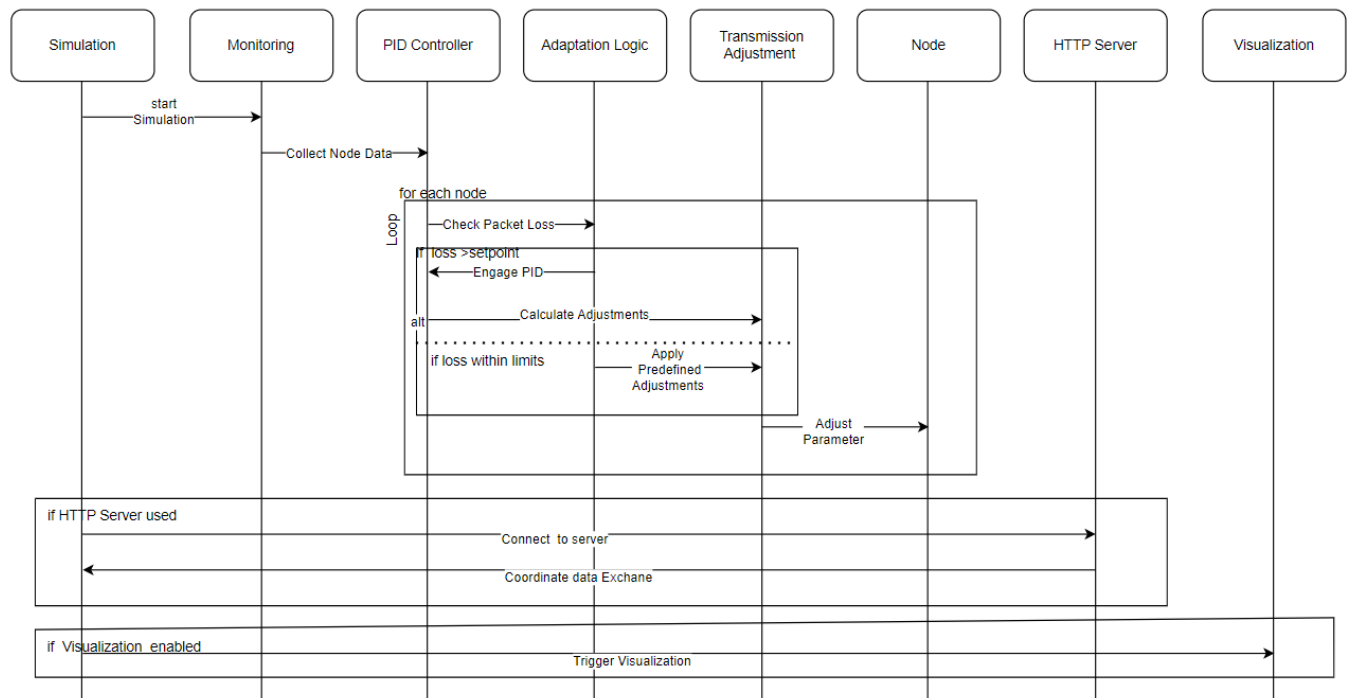 Simulation
Monitoring
PID Controller
Adaptation Logic
Transmission
Adjustment
Node
HTTP Server
Visualization
start
Simulation
Collect Node Data
for each node
Loop
Check Packet Loss
if loss >setpoint
Engage PID
alt
Calculate Adjustments
if loss within limits
Apply
Predefined
Adjustments
Adjust
Parameter
if HTTP Server used
Connect to server
Coordinate data Exchane
if Visualization enabled
Trigger Visualization